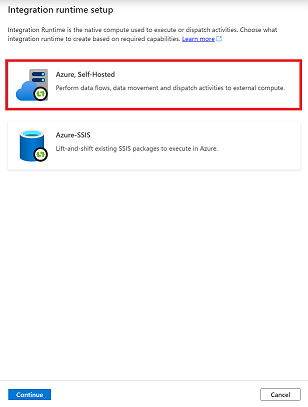 Integration runtime setup
Integration Runtime is the native compute used to execute or dispatch activities. Choose what
integration runtime to create based on required capabilities. Learn more
Azure, Self-Hosted
Perform data flows, data movement and dispatch activities to external compute.
Azure-SSIS
Lift-and-shift existing SSIS packages to execute in Azure.
Continue
Cancel